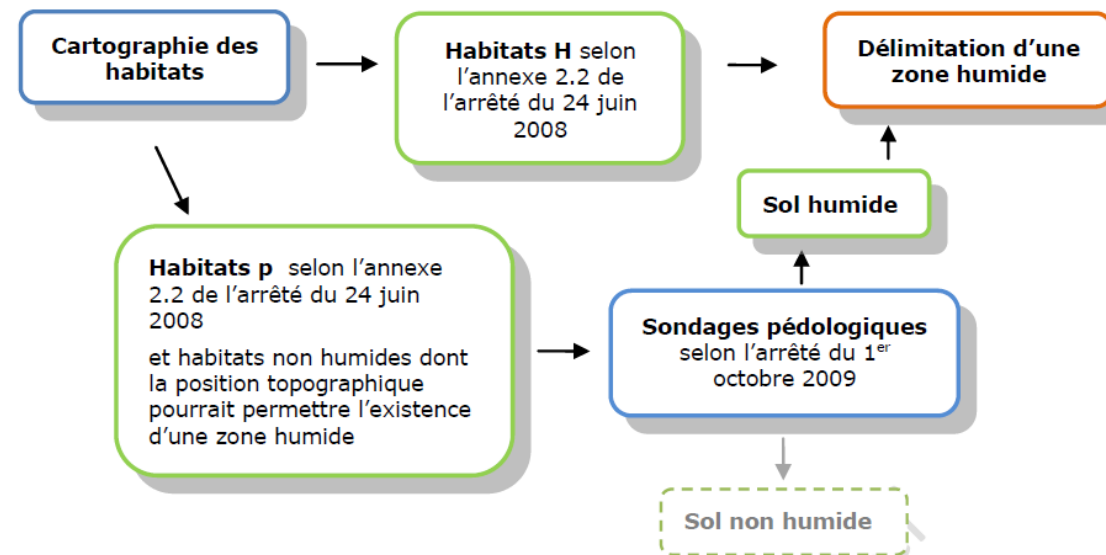 Cartographie des
habitats
Habitats H selon
l'annexe 2.2 de
l'arrêté du 24 juin
2008
Délimitation d'une
zone humide
Sol humide
Habitats p selon l'annexe
2.2 de l'arrêté du 24 juin
2008
et habitats non humides dont
la position topographique
pourrait permettre l'existence
d'une zone humide
Sondages pédologiques
selon l'arrêté du 1er
octobre 2009
Sol non humide